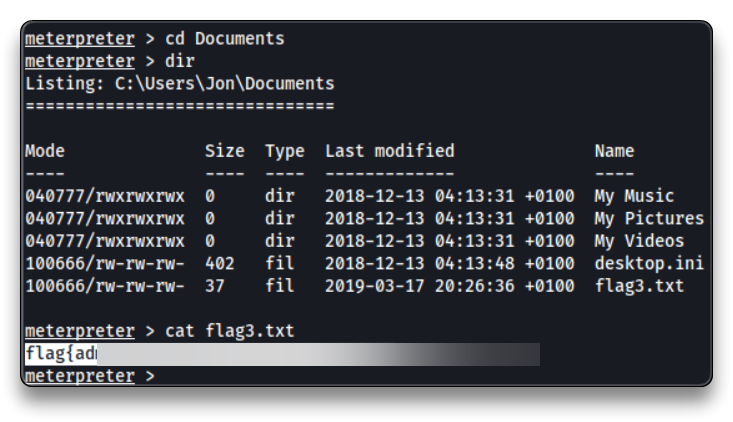 meterpreter > cd Documents
meterpreter > dir
Listing: C:\Users\Jon\Documents
===============================
Mode Size Type Last modified Name
---- ---- ---- ------------- ----
040777/rwxrwxrwx 0 dir 2018-12-13 04:13:31 +0100 My Music
040777/rwxrwxrwx 0 dir 2018-12-13 04:13:31 +0100 My Pictures
040777/rwxrwxrwx 0 dir 2018-12-13 04:13:31 +0100 My Videos
100666/rw-rw-rw- 402 fil 2018-12-13 04:13:48 +0100 desktop.ini
100666/rw-rw-rw- 37 fil 2019-03-17 20:26:36 +0100 flag3.txt
meterpreter > cat flag3.txt
flag{ad
meterpreter >